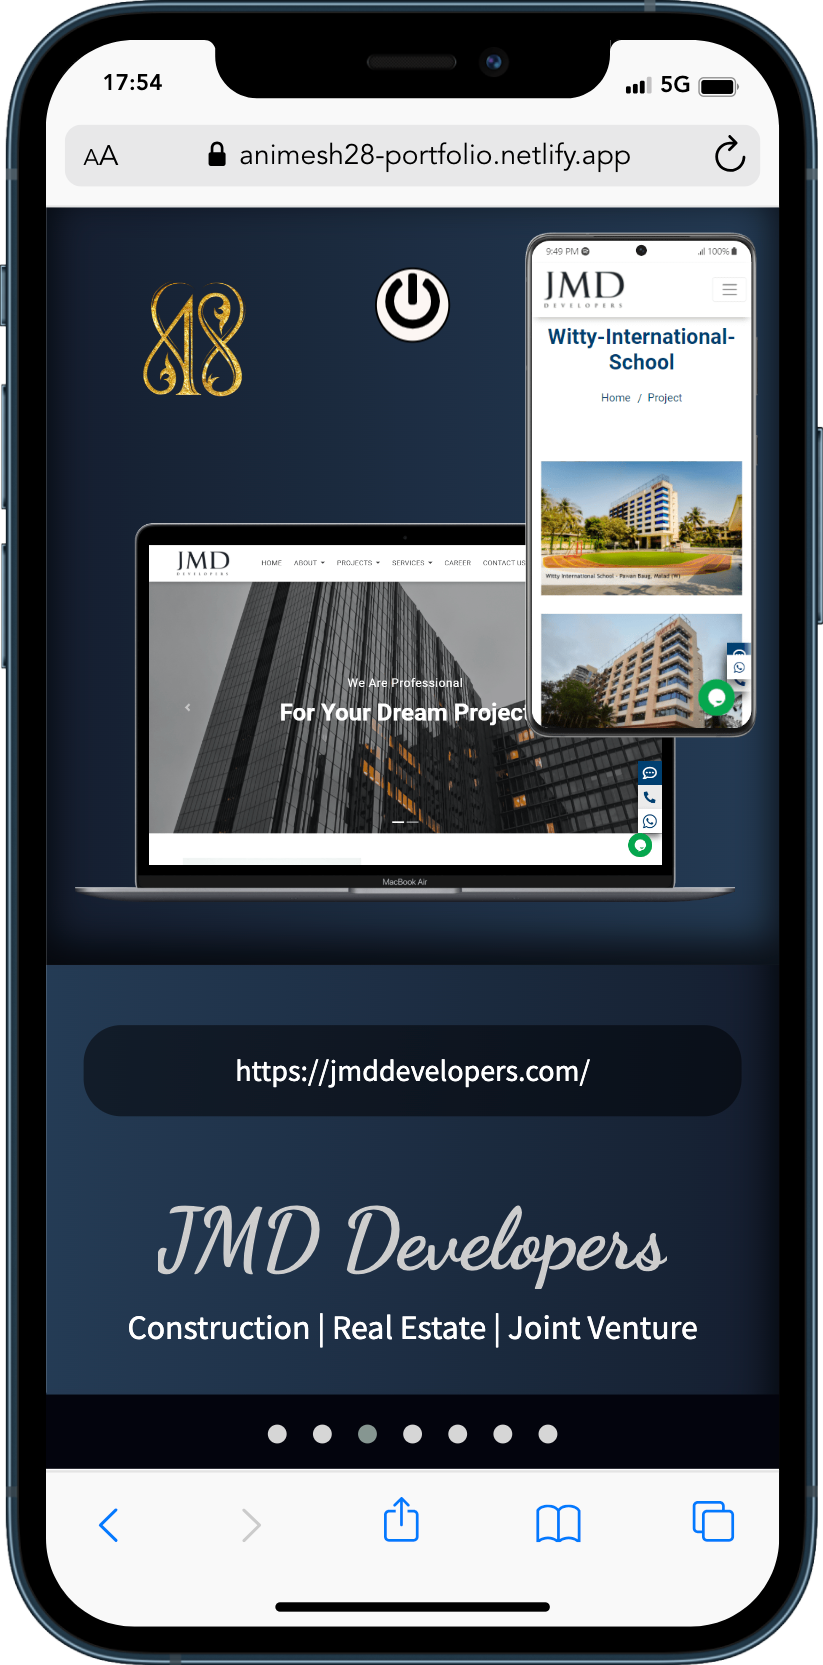 17:54
5G
AA
animesh28-portfolio.netlify.app
9:49 PM
100%
JMD
DEVELOPERS
Witty-International-
School
Home / Project
Witty International School - Pawan Baug, Malad (W)
JMD
DEVELOPERS
HOME ABOUT PROJECTS SERVICES CAREER CONTACT US
We Are Professional
For Your Dream Project
MacBook Air
https://jmddevelopers.com/
JMD Developers
Construction | Real Estate | Joint Venture